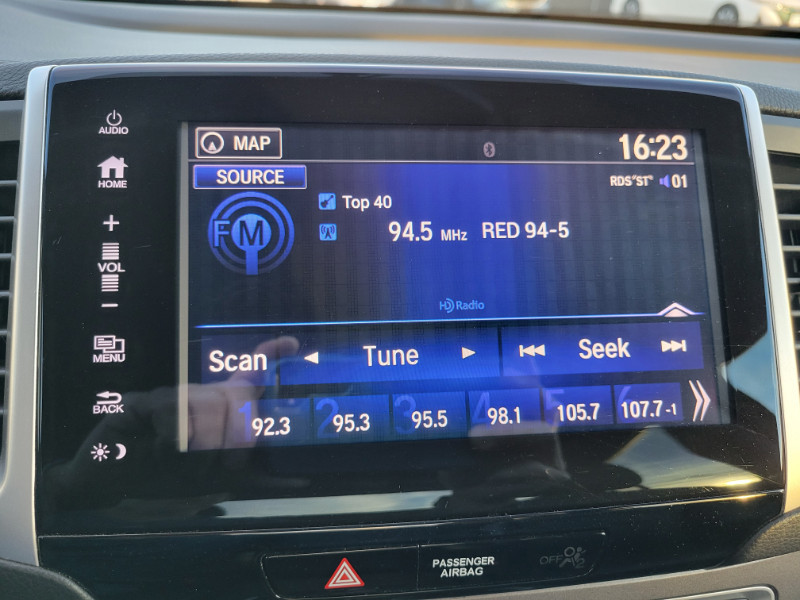 AUDIO
HOME
VOL
MENU
BACK
MAP
16:23
SOURCE
RDS "ST" 01
FM
Top 40
94.5 MHz RED 94-5
HD Radio
Scan Tune Seek
1 92.3 2 95.3 3 95.5 4 98.1 5 105.7 6 107.7-1
PASSENGER
AIRBAG
OFF
2